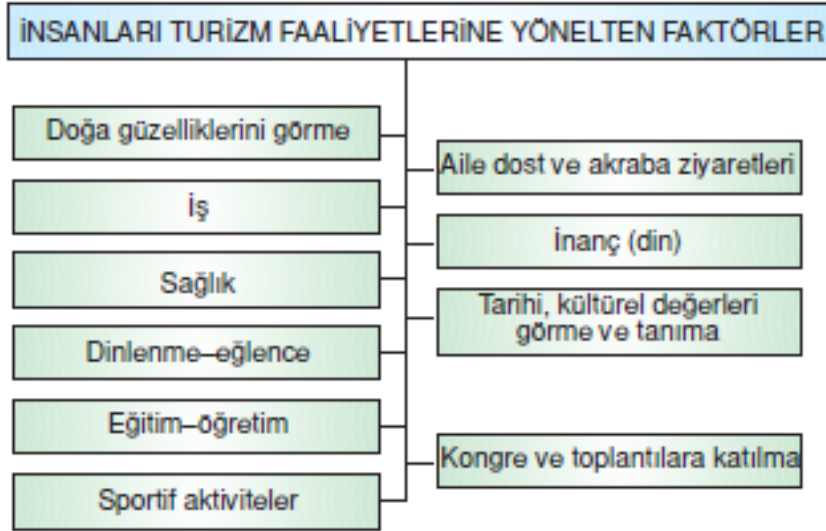 İNSANLARI TURİZM FAALİYETLERİNE YÖNELTEN FAKTÖRLER
Doğa güzelliklerini görme
İş
Sağlık
Dinlenme–eğlence
Eğitim–öğretim
Sportif aktiviteler
Aile dost ve akraba ziyaretleri
İnanç (din)
Tarihi, kültürel değerleri
görme ve tanıma
Kongre ve toplantılara katılma